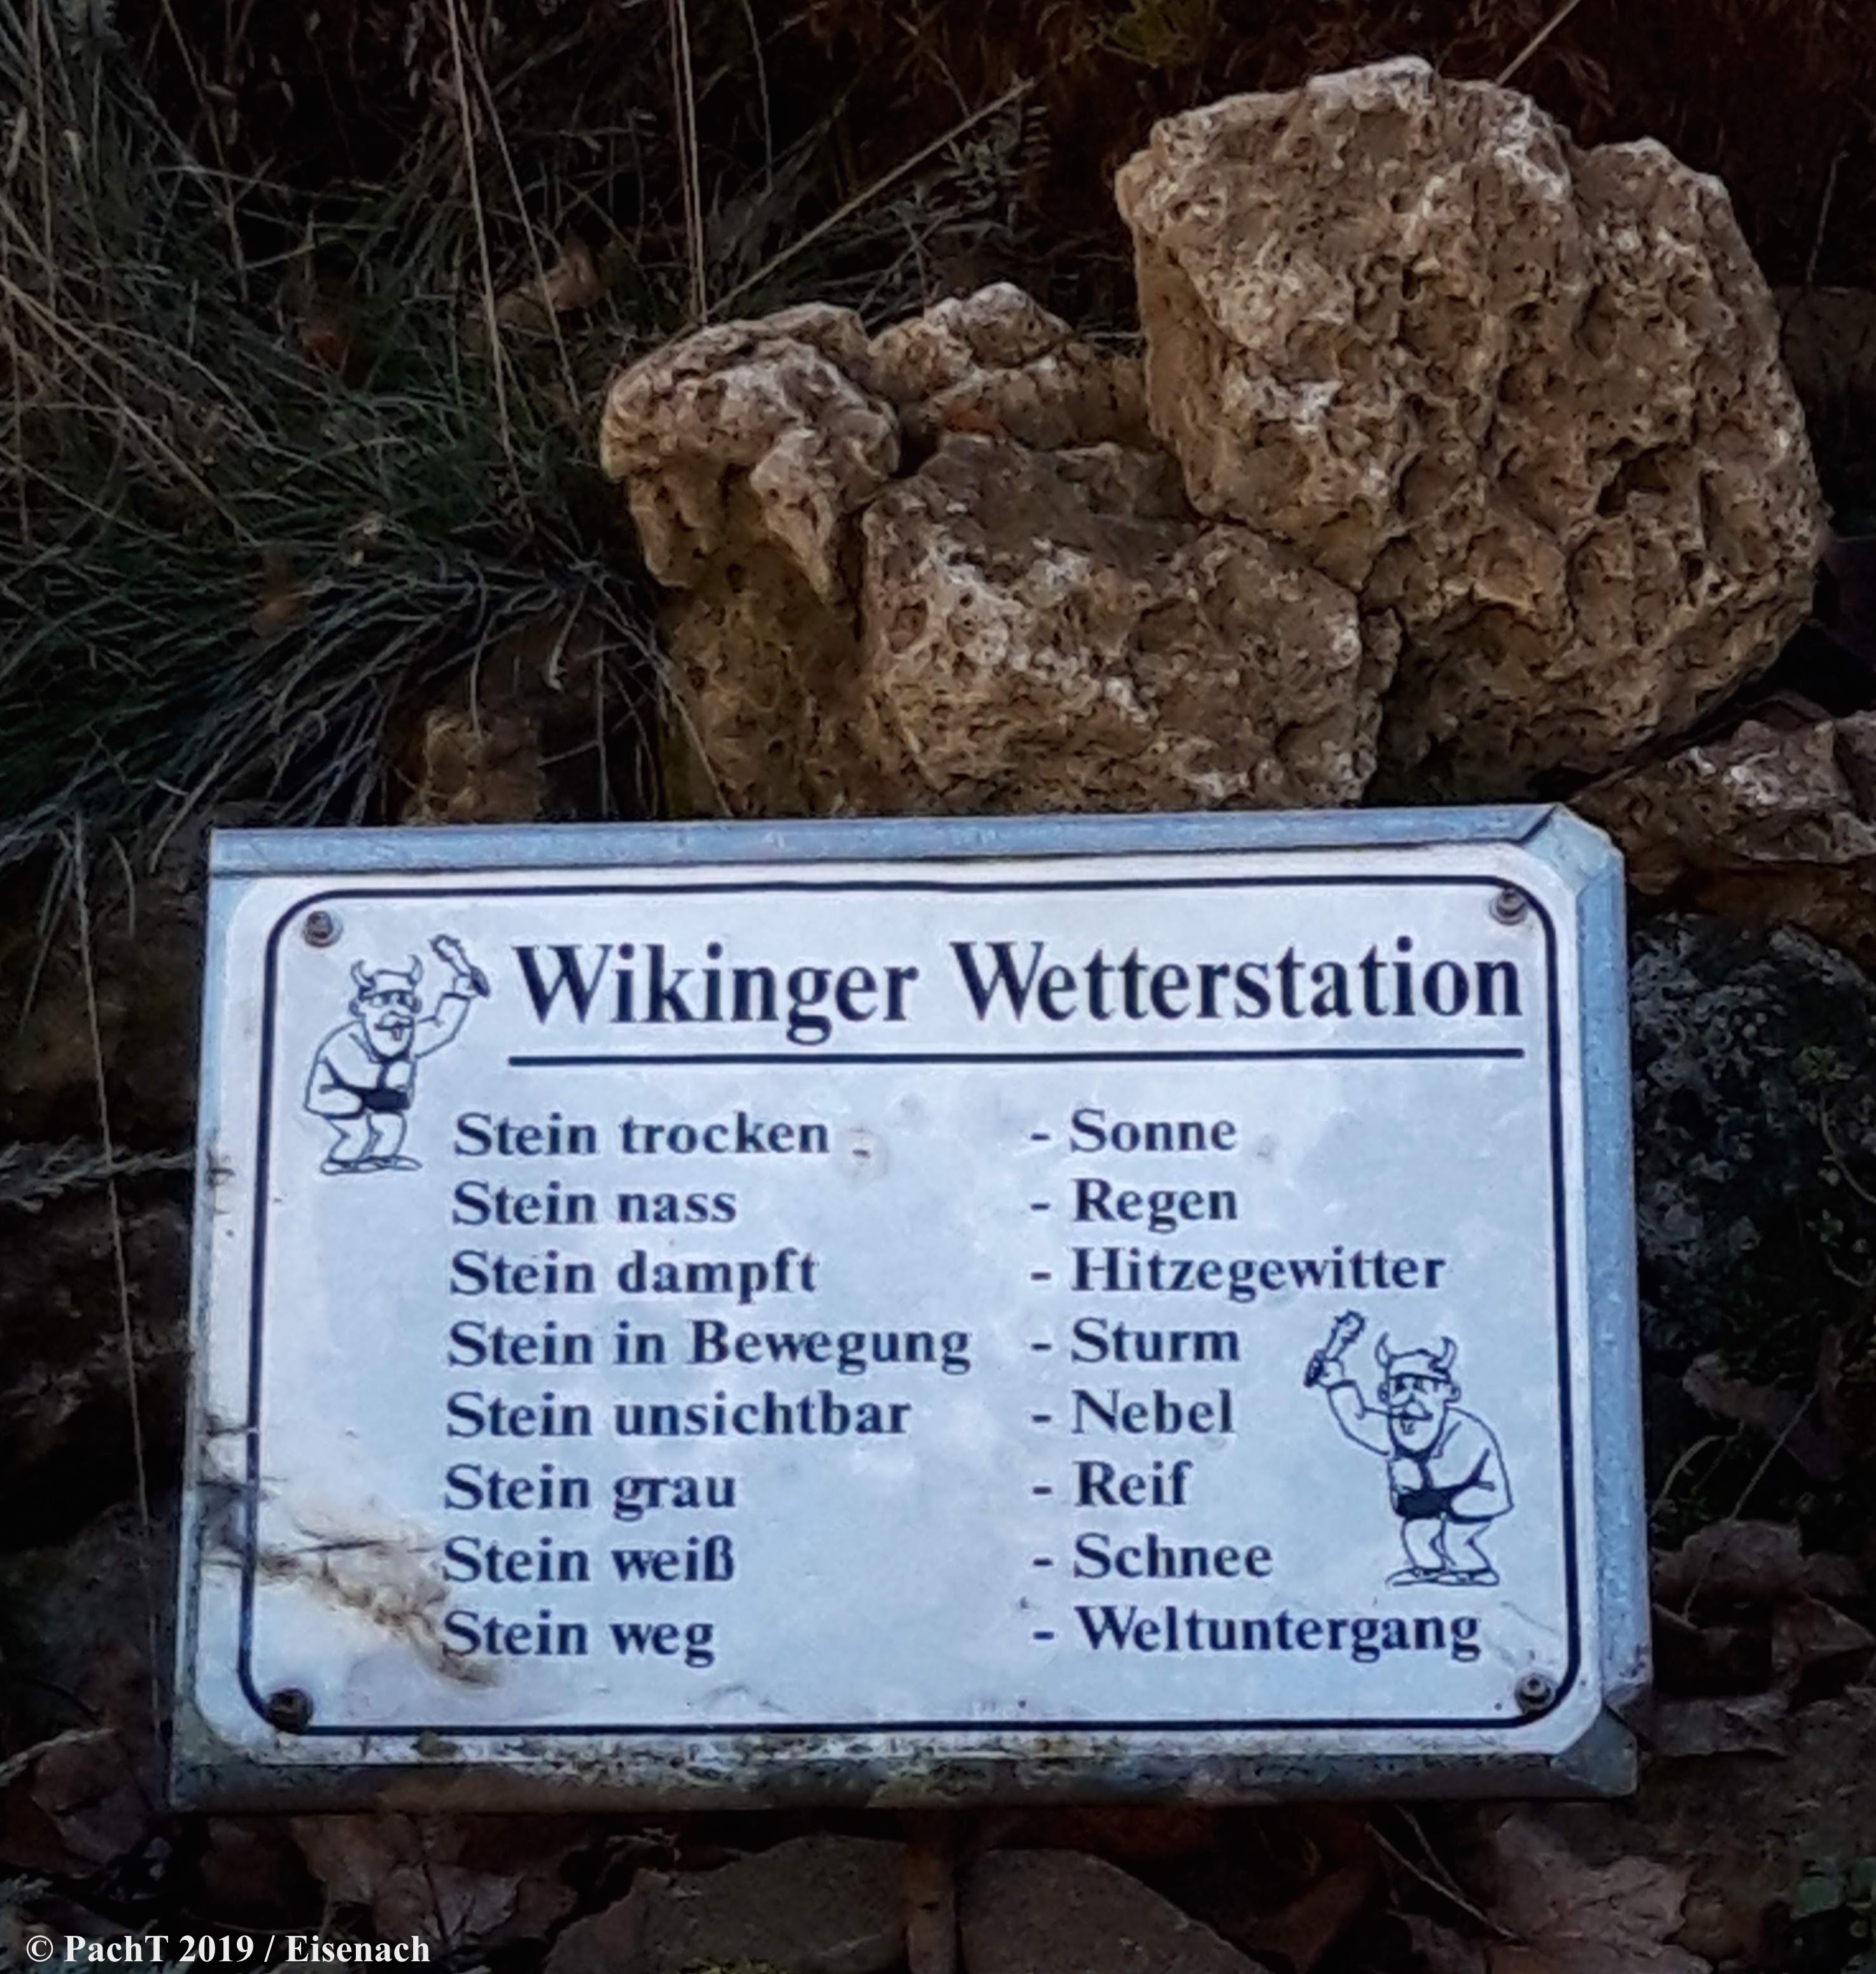 Wikinger Wetterstation
Stein trocken - Sonne
Stein nass - Regen
Stein dampft - Hitzegewitter
Stein in Bewegung - Sturm
Stein unsichtbar - Nebel
Stein grau - Reif
Stein weiß - Schnee
Stein weg - Weltuntergang
© PachT 2019 / Eisenach